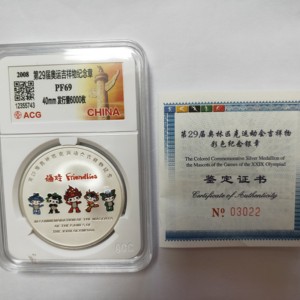 2008 第29届奥运吉祥物纪念章
PF69
40mm 发行量6000枚
12355743
ACG
CHINA
福娃 Friendlies
第29届奥林匹克运动会吉祥物
彩色纪念银章
The Colored Commemorative Silver Medallion of
the Mascots of the Games of the XXIX Olympiad
鉴定证书
Certificate of Authenticity
No 03022